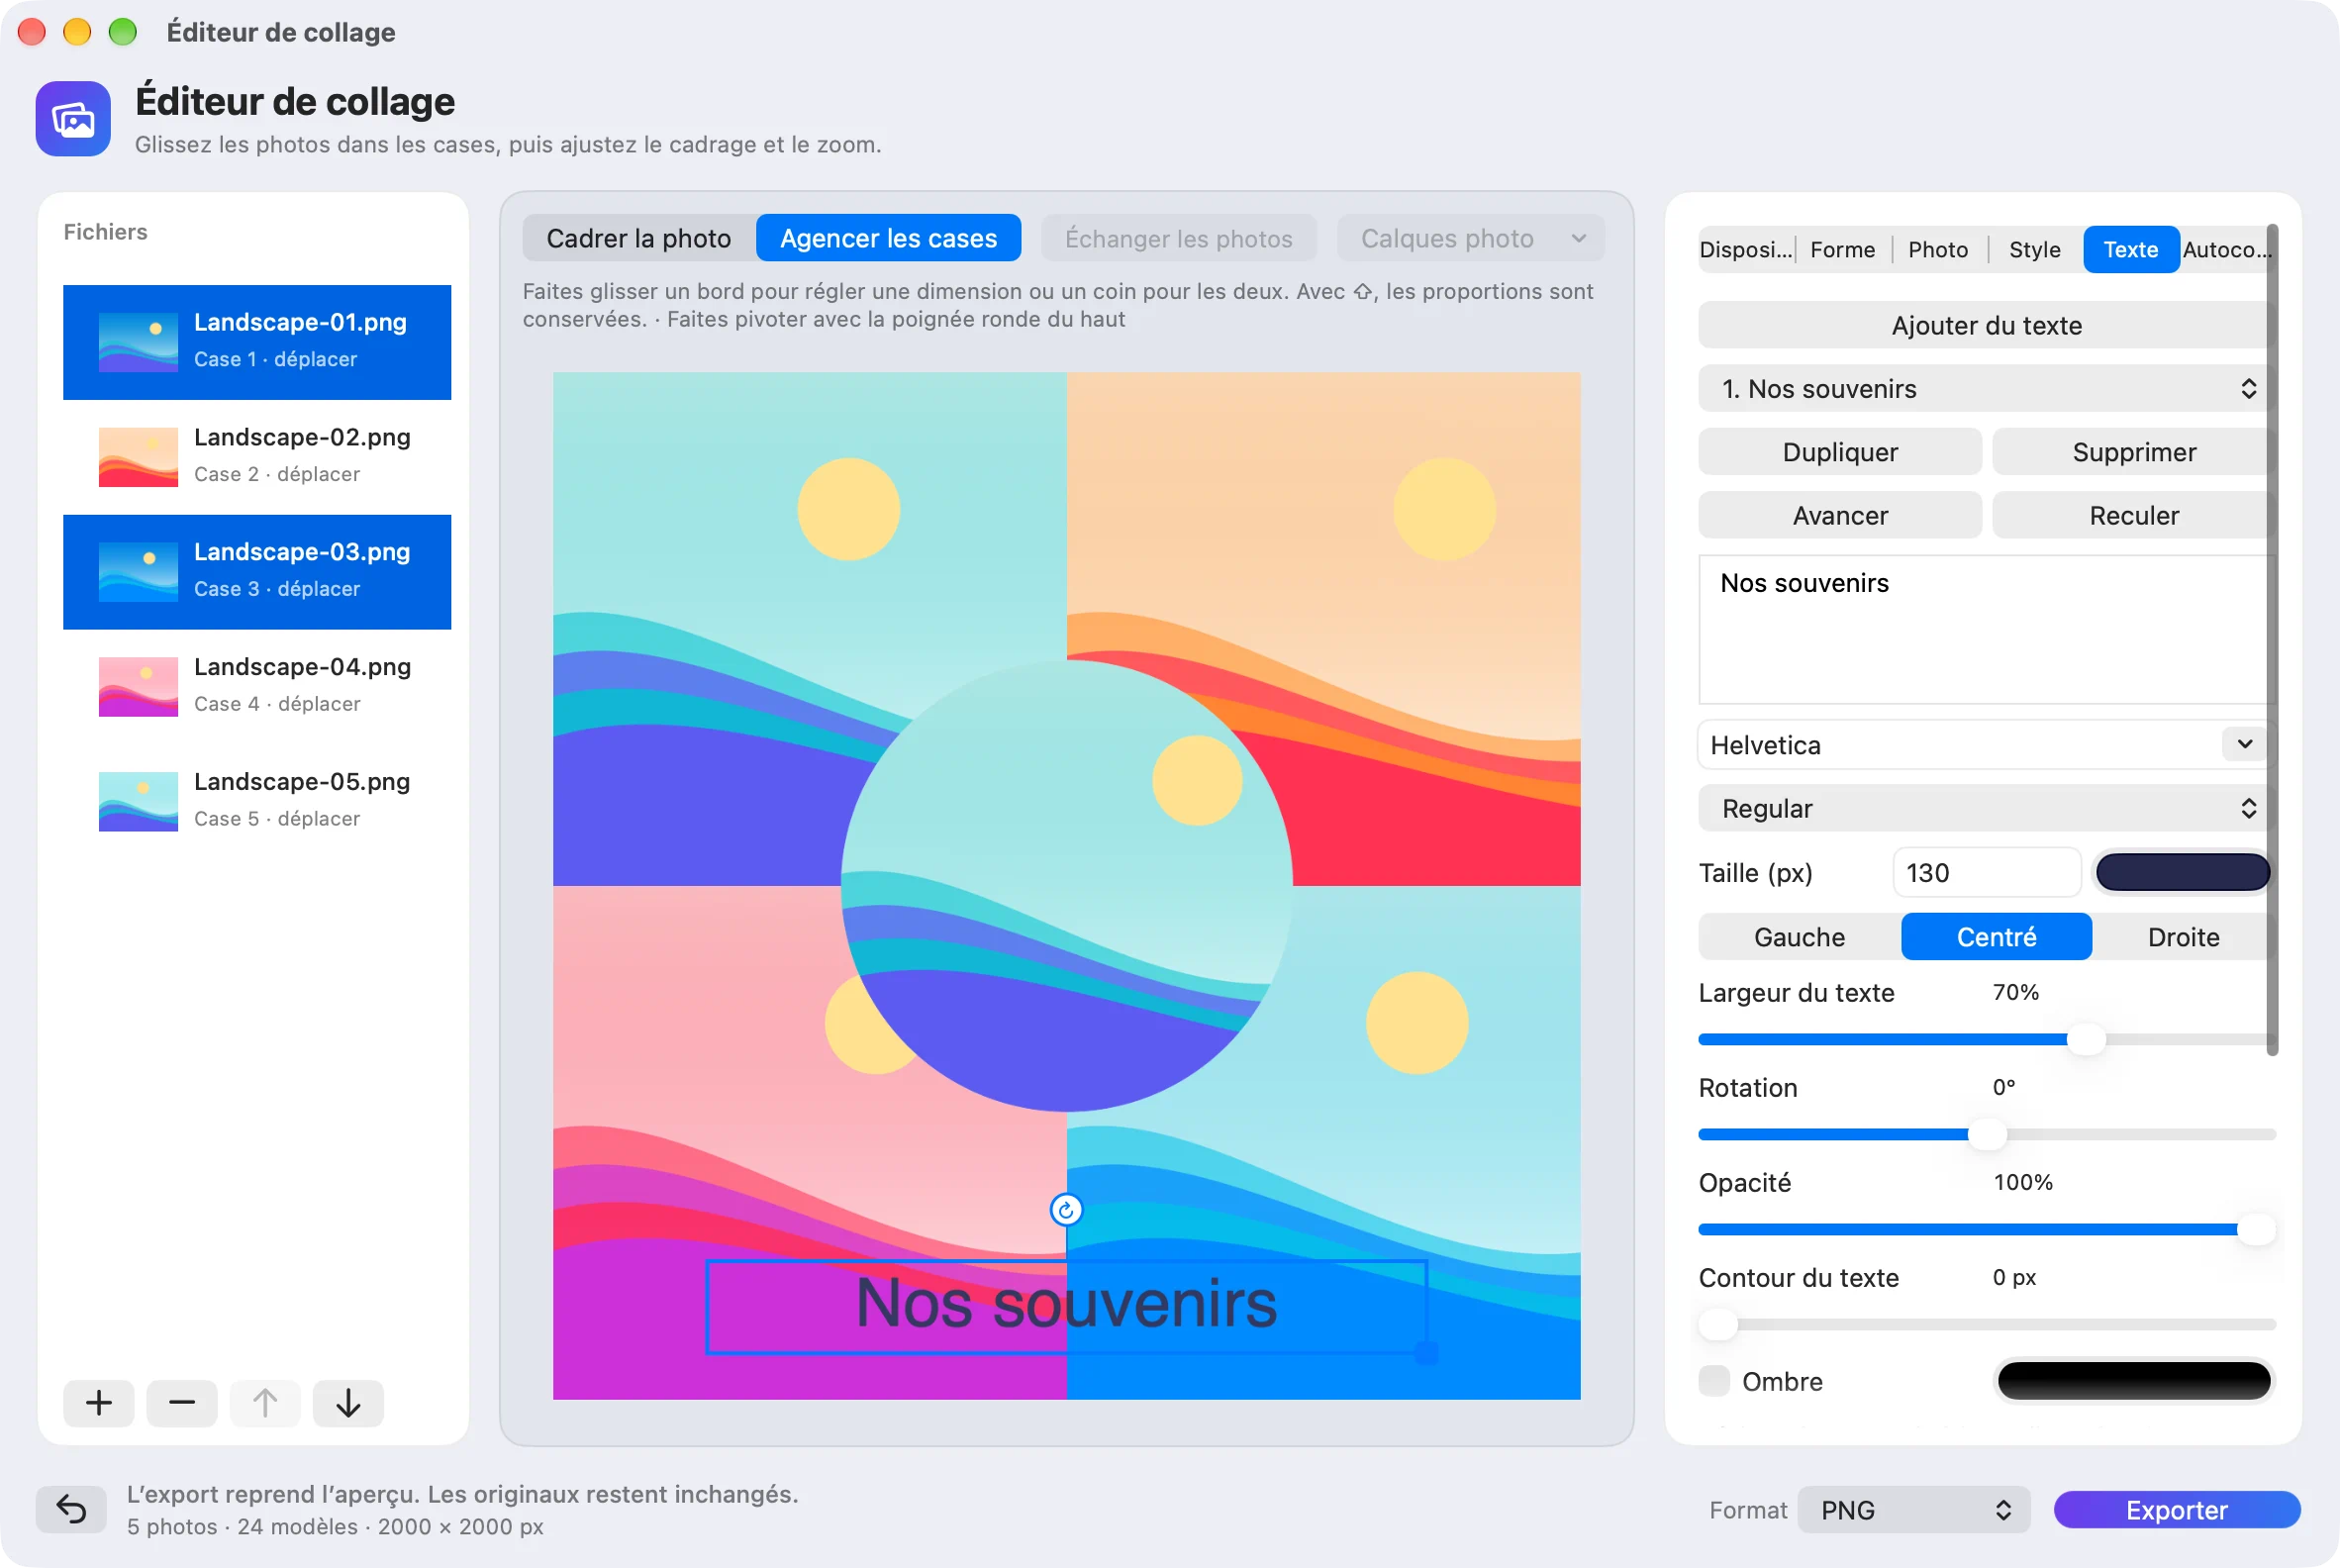 Éditeur de collage
Éditeur de collage
Glissez les photos dans les cases, puis ajustez le cadrage et le zoom.
Fichiers
Landscape-01.png
Case 1 · déplacer
Landscape-02.png
Case 2 · déplacer
Landscape-03.png
Case 3 · déplacer
Landscape-04.png
Case 4 · déplacer
Landscape-05.png
Case 5 · déplacer
Cadrer la photo
Agencer les cases
Échanger les photos
Calques photo
Faites glisser un bord pour régler une dimension ou un coin pour les deux. Avec ⇧, les proportions sont
conservées. · Faites pivoter avec la poignée ronde du haut
Nos souvenirs
Disposi...
Forme
Photo
Style
Texte
Autoco...
Ajouter du texte
1. Nos souvenirs
Dupliquer
Supprimer
Avancer
Reculer
Nos souvenirs
Helvetica
Regular
Taille (px)
130
Gauche
Centré
Droite
Largeur du texte
70%
Rotation
0°
Opacité
100%
Contour du texte
0 px
Ombre
L’export reprend l’aperçu. Les originaux restent inchangés.
5 photos · 24 modèles · 2000 × 2000 px
Format
PNG
Exporter